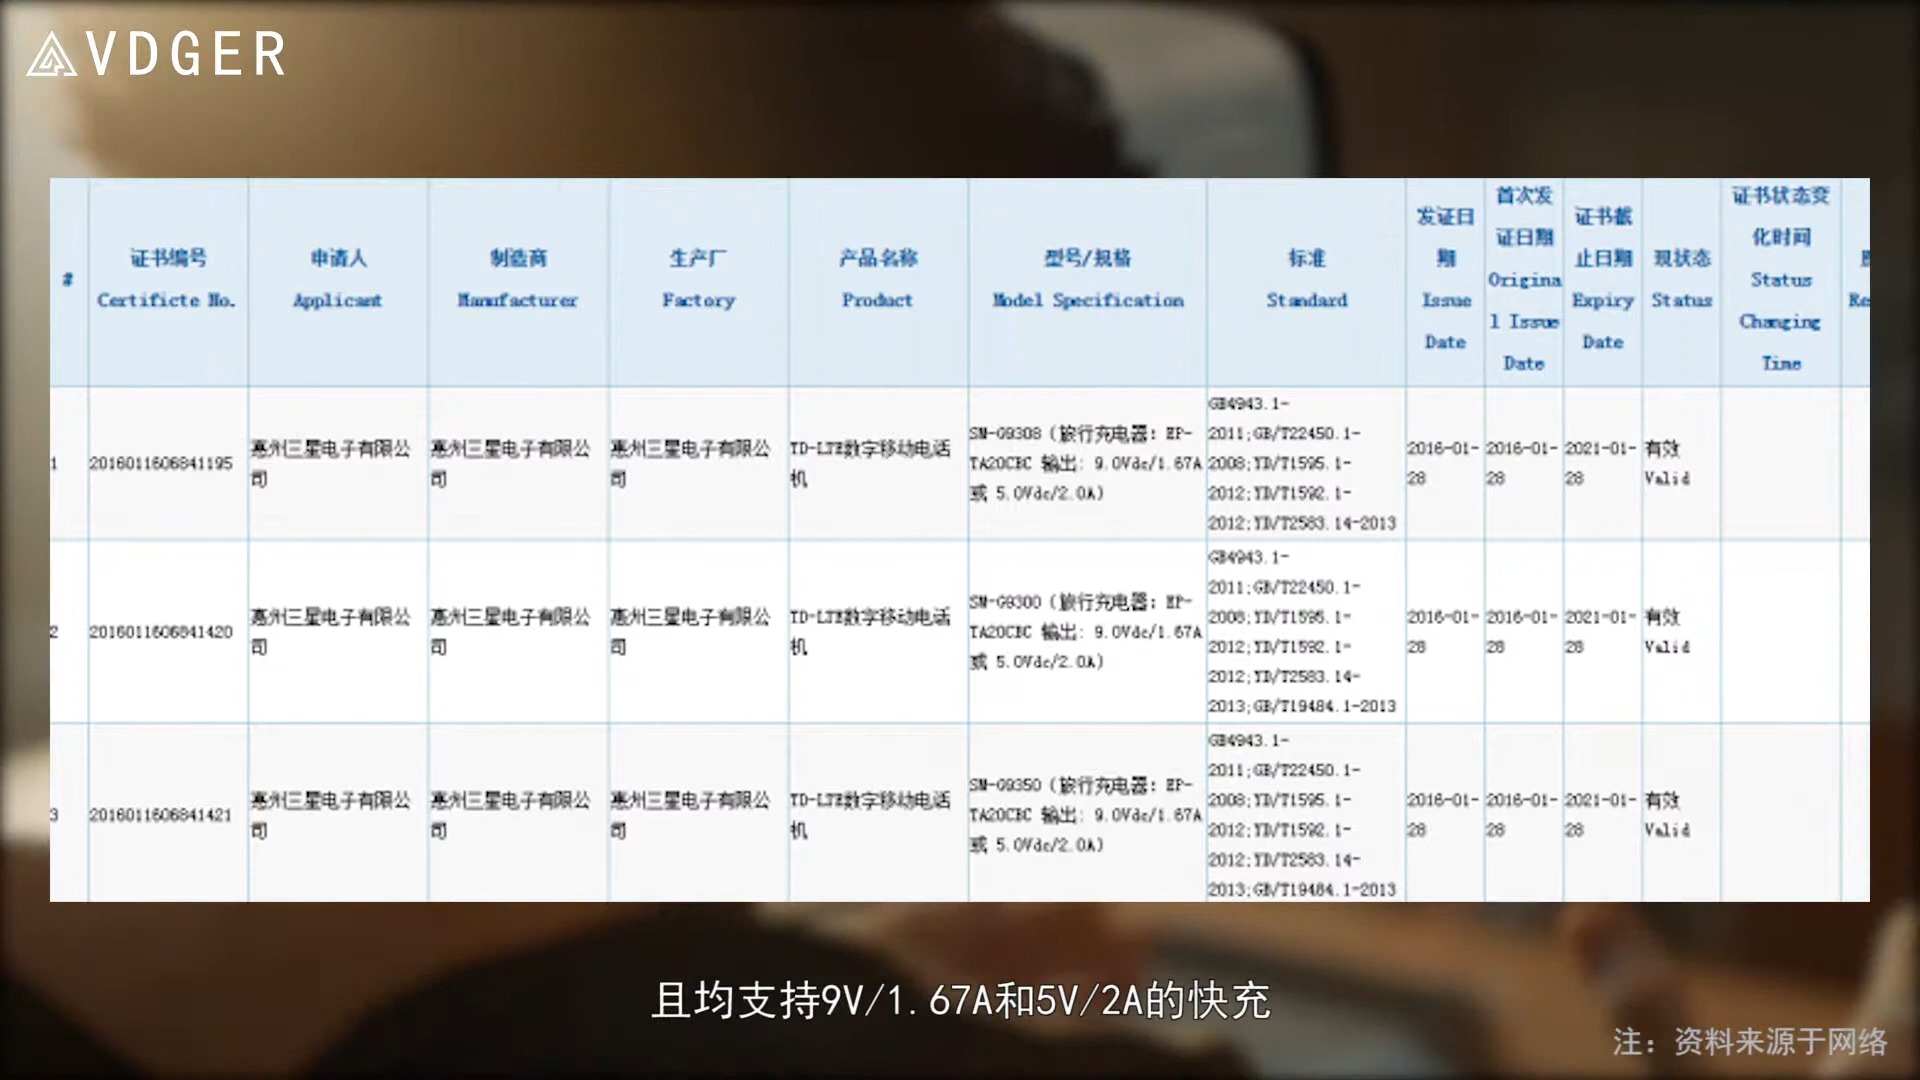 VDGER
#
证书编号
Certificte No.
申请人
Applicant
制造商
Manufacturer
生产厂
Factory
产品名称
Product
型号/规格
Model Specification
标准
Standard
发证日
期
Issue
Date
首次发
证日期
Origina
l Issue
Date
证书截
止日期
Expiry
Date
现状态
Status
证书状态变
化时间
Status
Changing
Time
Re
1
2016011606841195
惠州三星电子有限公
司
惠州三星电子有限公
司
惠州三星电子有限公
司
TD-LTE数字移动电话
机
SM-G9308（旅行充电器：EP-
TA20CBC 输出: 9.0Vdc/1.67A
或 5.0Vdc/2.0A)
GB4943.1-
2011;GB/T22450.1-
2008;YD/T1595.1-
2012;YD/T1592.1-
2012;YD/T2583.14-2013
2016-01-
28
2016-01-
28
2021-01-
28
有效
Valid
2
2016011606841420
惠州三星电子有限公
司
惠州三星电子有限公
司
惠州三星电子有限公
司
TD-LTE数字移动电话
机
SM-G9300（旅行充电器：EP-
TA20CBC 输出: 9.0Vdc/1.67A
或 5.0Vdc/2.0A)
GB4943.1-
2011;GB/T22450.1-
2008;YD/T1595.1-
2012;YD/T1592.1-
2012;YD/T2583.14-
2013;GB/T19484.1-2013
2016-01-
28
2016-01-
28
2021-01-
28
有效
Valid
3
2016011606841421
惠州三星电子有限公
司
惠州三星电子有限公
司
惠州三星电子有限公
司
TD-LTE数字移动电话
机
SM-G9350（旅行充电器：EP-
TA20CBC 输出: 9.0Vdc/1.67A
或 5.0Vdc/2.0A)
GB4943.1-
2011;GB/T22450.1-
2008;YD/T1595.1-
2012;YD/T1592.1-
2012;YD/T2583.14-
2013;GB/T19484.1-2013
2016-01-
28
2016-01-
28
2021-01-
28
有效
Valid
且均支持9V/1.67A和5V/2A的快充
注：资料来源于网络